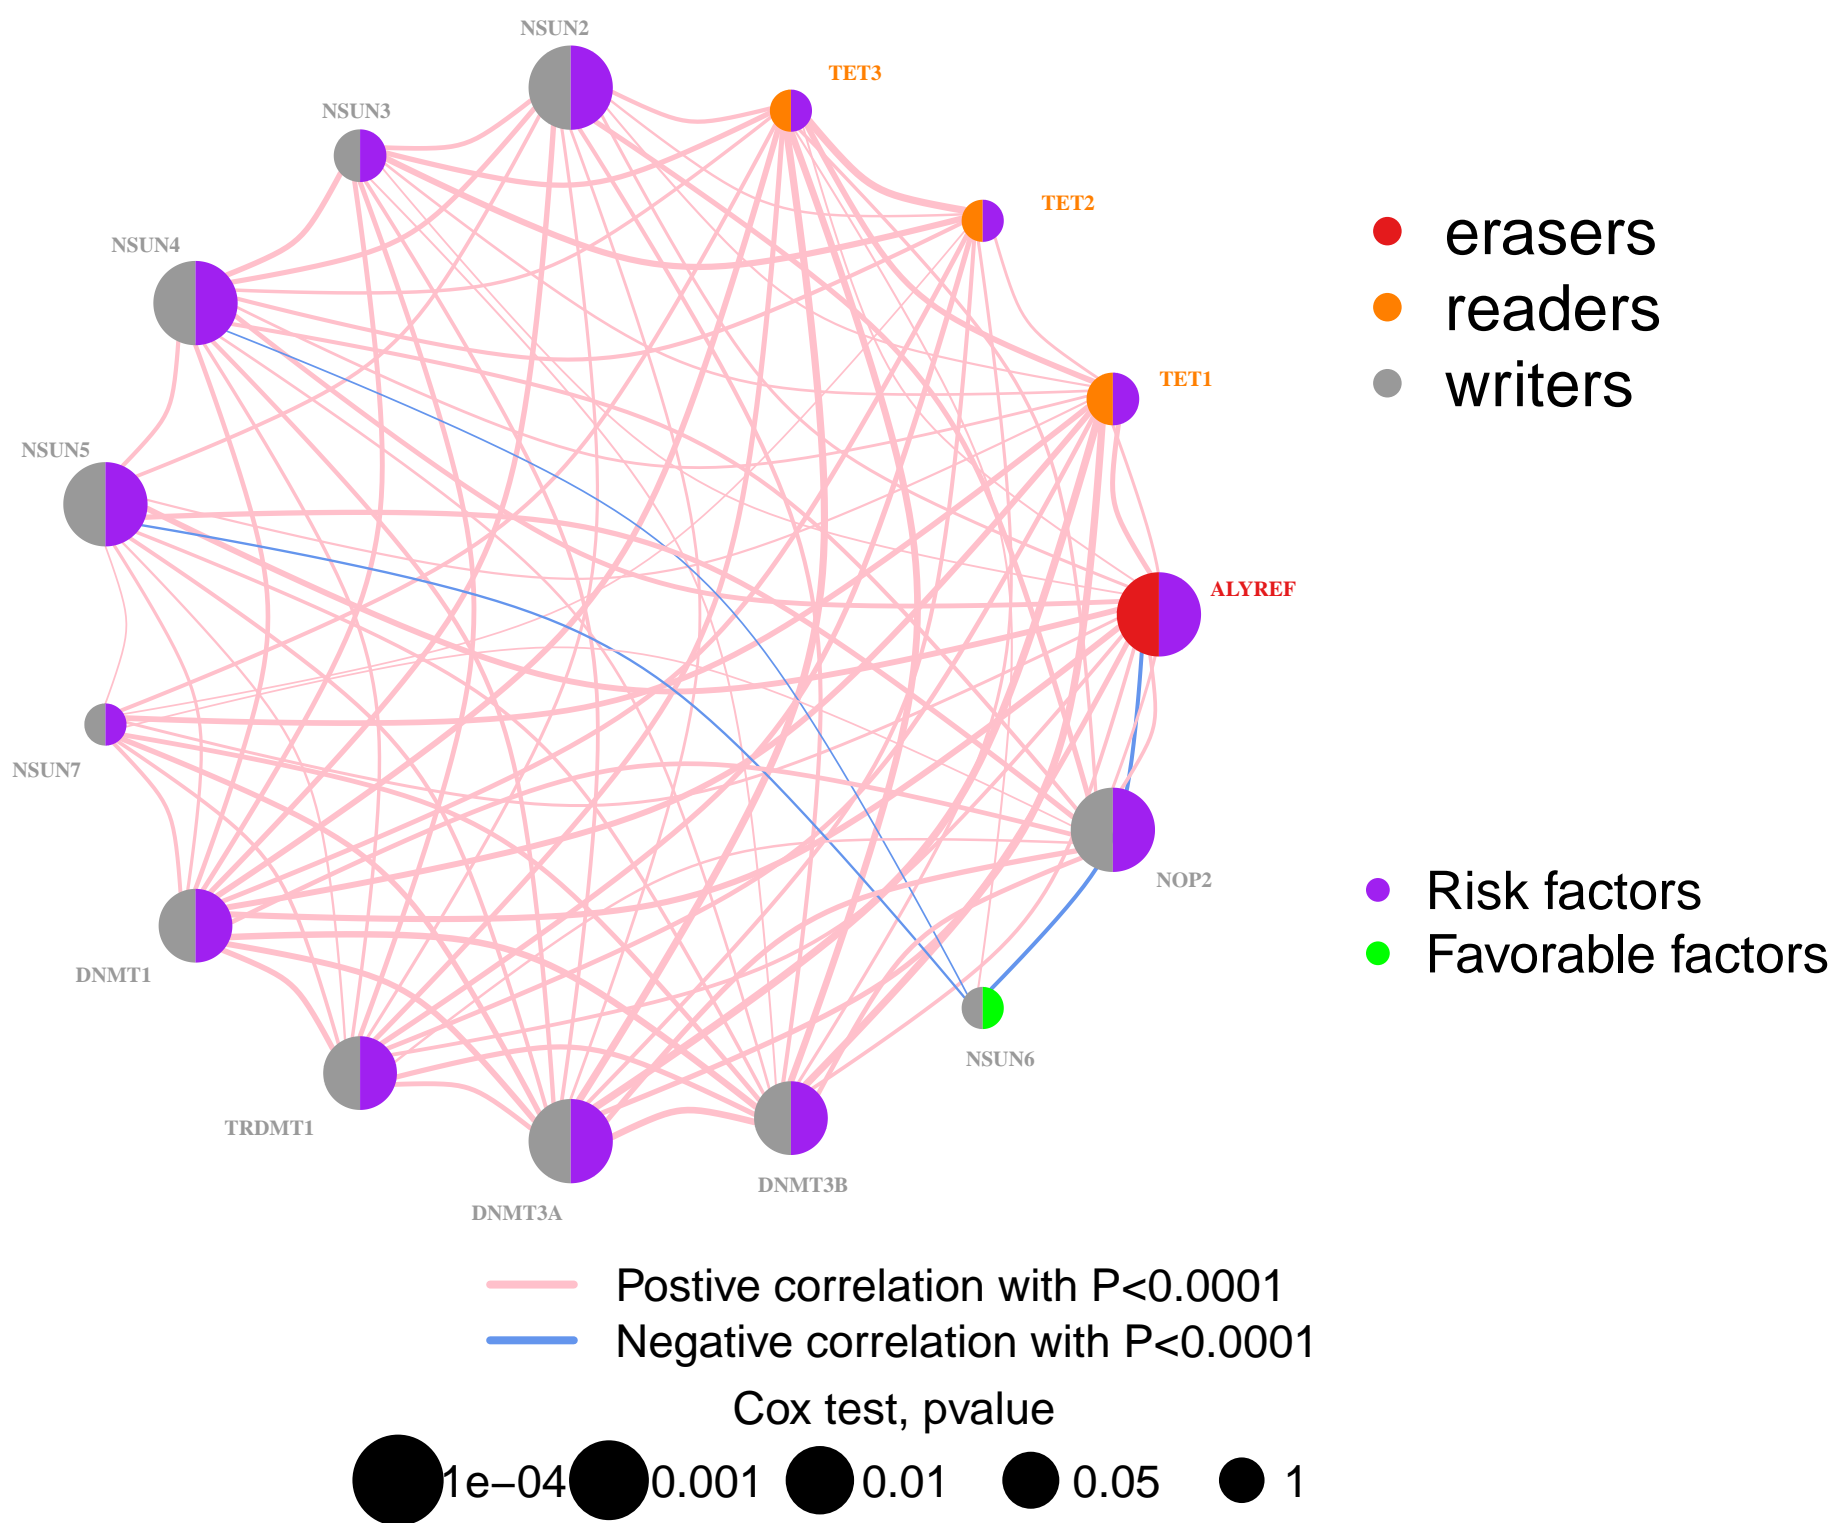 NSUN2
TET3
NSUN3
TET2
NSUN4
erasers
readers
TET1
writers
NSUN5
ALYREF
NSUN7
NOP2
Risk factors
Favorable factors
DNMT1
NSUN6
TRDMT1
DNMT3B
DNMT3A
Postive correlation with P<0.0001
Negative correlation with P<0.0001
Cox test, pvalue
1e−04 0.001 0.01 0.05 1